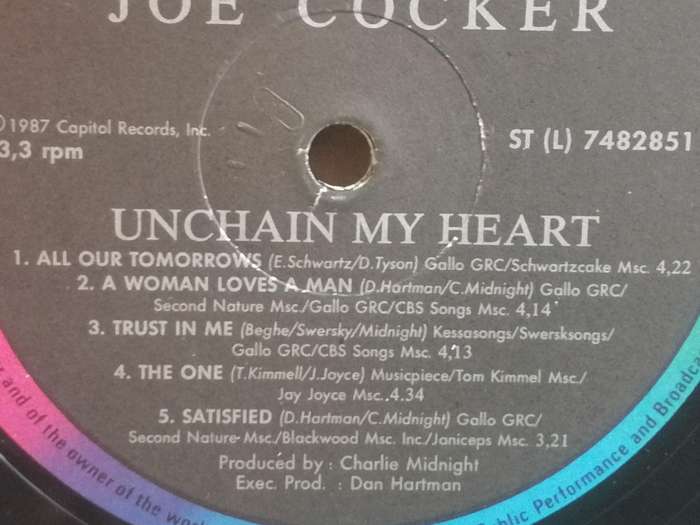 JOE COCKER
1987 Capitol Records, Inc.
3,3 rpm
ST (L) 7482851
UNCHAIN MY HEART
1. ALL OUR TOMORROWS (E.Schwartz/D.Tyson) Gallo GRC/Schwartzcake Msc. 4,22
2. A WOMAN LOVES A MAN (D.Hartman/C.Midnight) Gallo GRC/
Second Nature Msc./Gallo GRC/CBS Songs Msc. 4,14
3. TRUST IN ME (Beghe/Swersky/Midnight) Kessasongs/Swersksongs/
Gallo GRC/CBS Songs Msc. 4,13
4. THE ONE (T.Kimmell/J.Joyce) Musicpiece/Tom Kimmel Msc./
Jay Joyce Msc. 4.34
5. SATISFIED (D.Hartman/C.Midnight) Gallo GRC/
Second Nature Msc./Blackwood Msc. Inc/Janiceps Msc. 3,21
Produced by : Charlie Midnight
Exec. Prod. : Dan Hartman
and of the owner of the
Public Performance and